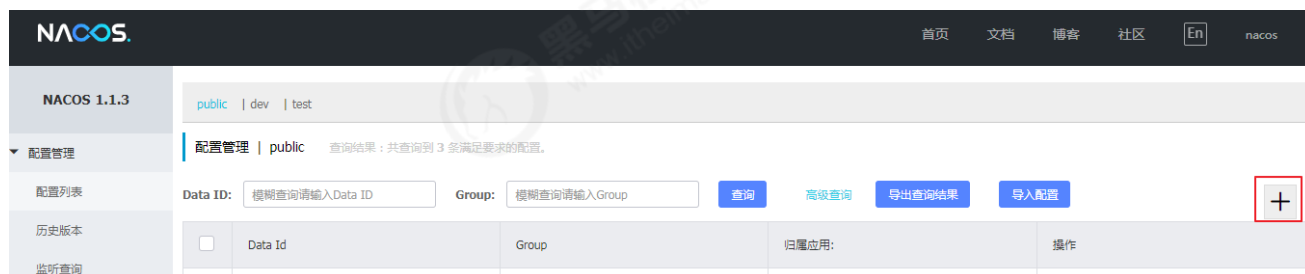 NACOS. 首页 文档 博客 社区 En nacos
NACOS 1.1.3
public | dev | test
配置管理
配置管理 | public 查询结果：共查询到 3 条满足要求的配置。
配置列表
Data ID: 模糊查询请输入Data ID Group: 模糊查询请输入Group 查询 高级查询 导出查询结果 导入配置 +
历史版本
Data Id Group 归属应用: 操作
监听查询